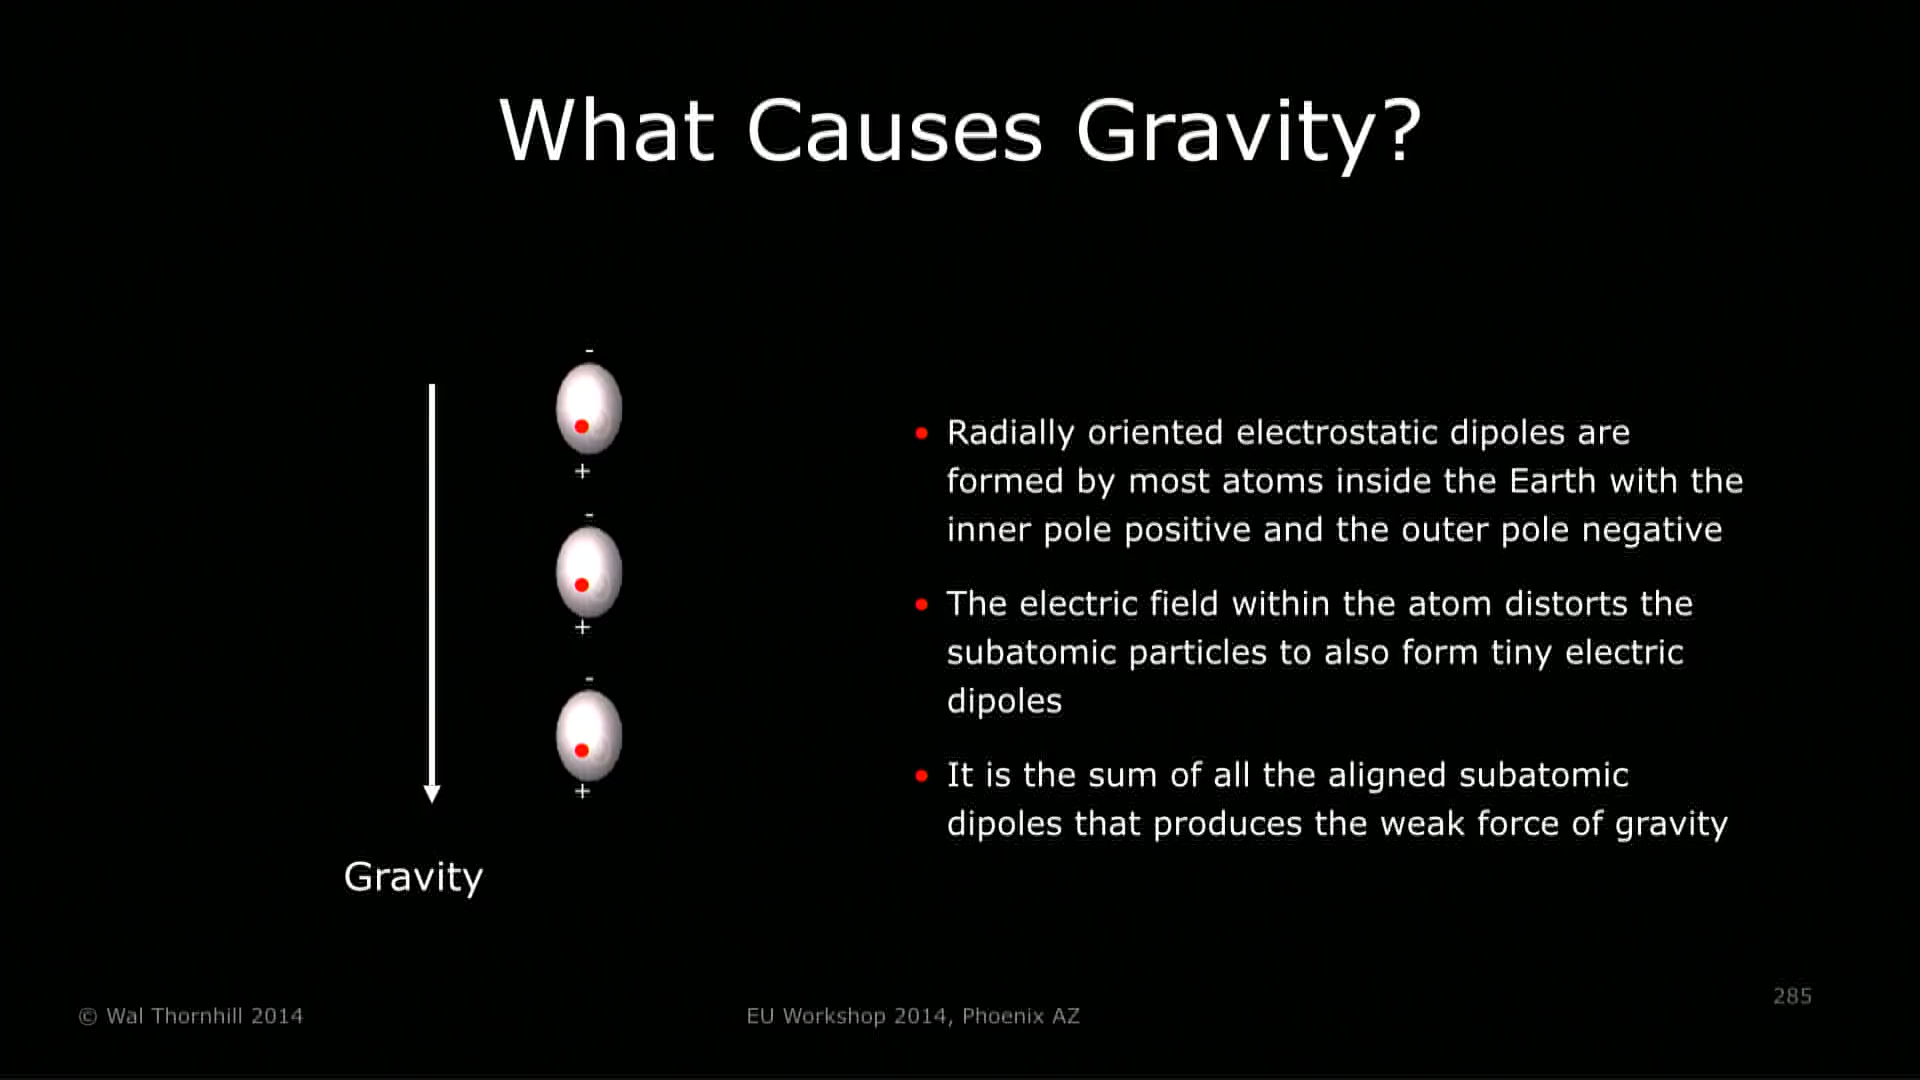 What Causes Gravity?
-
+
-
+
-
+
Gravity
• Radially oriented electrostatic dipoles are
formed by most atoms inside the Earth with the
inner pole positive and the outer pole negative
• The electric field within the atom distorts the
subatomic particles to also form tiny electric
dipoles
• It is the sum of all the aligned subatomic
dipoles that produces the weak force of gravity
© Wal Thornhill 2014
EU Workshop 2014, Phoenix AZ
285